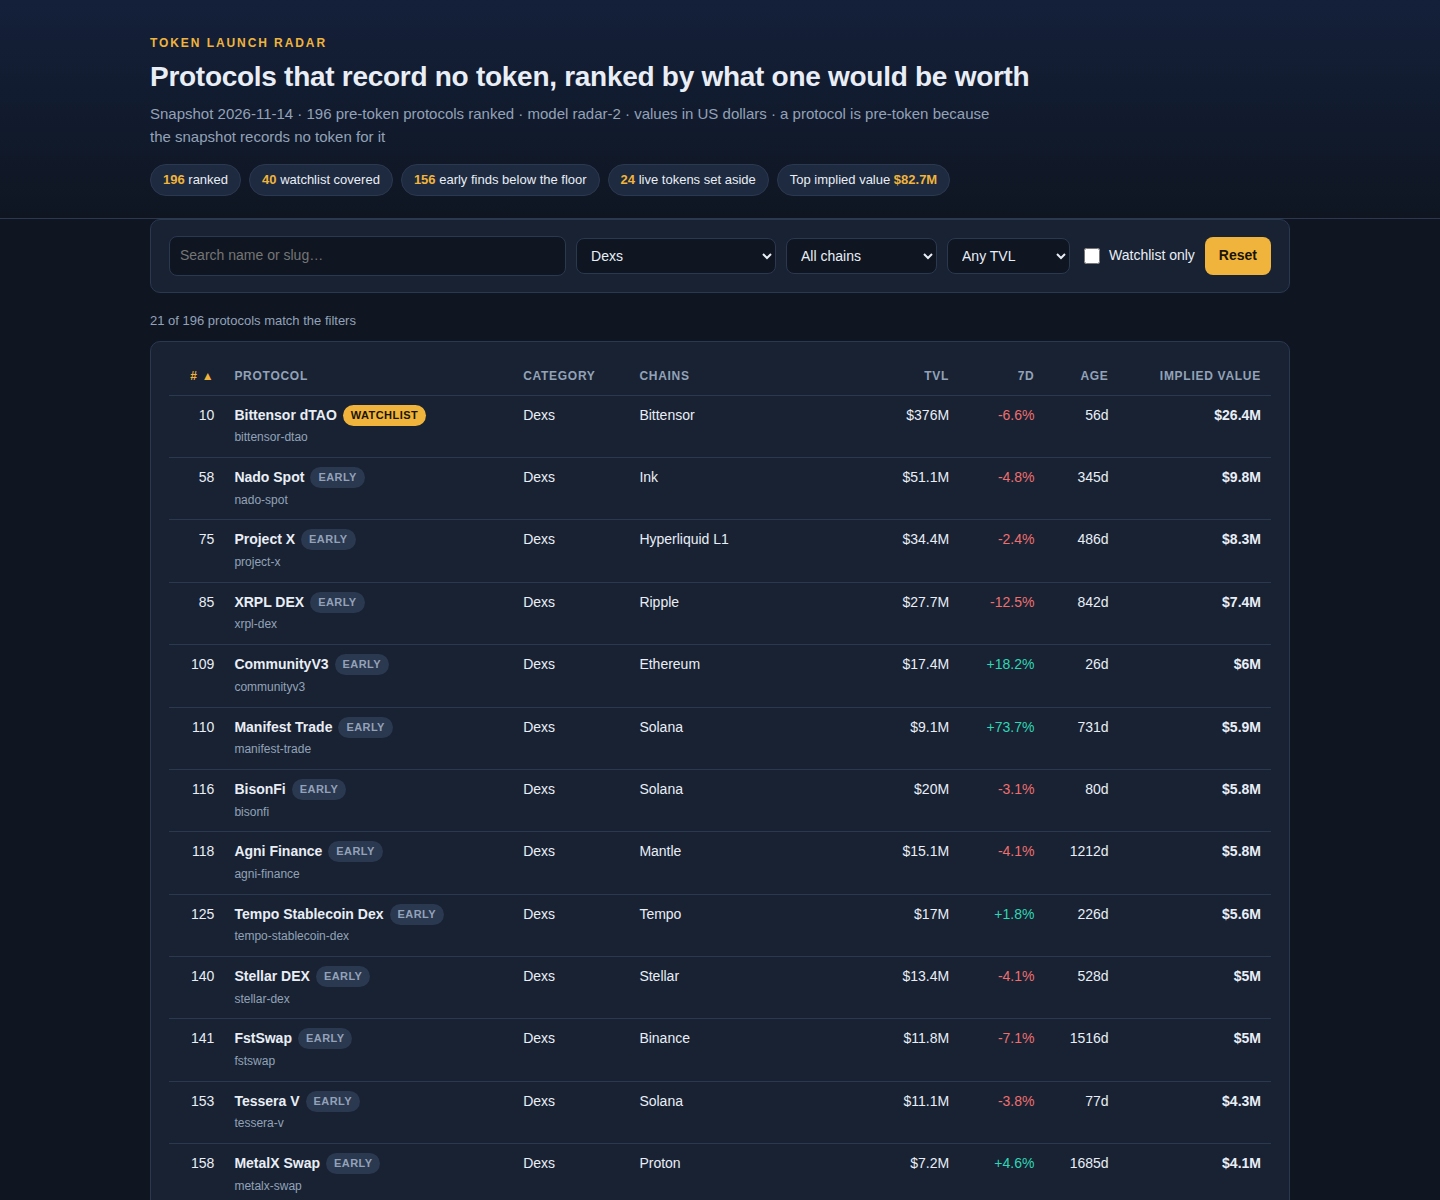 TOKEN LAUNCH RADAR
Protocols that record no token, ranked by what one would be worth
Snapshot 2026-11-14 · 196 pre-token protocols ranked · model radar-2 · values in US dollars · a protocol is pre-token because
the snapshot records no token for it
196 ranked 40 watchlist covered 156 early finds below the floor 24 live tokens set aside Top implied value $82.7M
Search name or slug… Dexs All chains Any TVL Watchlist only Reset
21 of 196 protocols match the filters
# ▲ PROTOCOL CATEGORY CHAINS TVL 7D AGE IMPLIED VALUE
10 Bittensor dTAO WATCHLIST Dexs Bittensor $376M -6.6% 56d $26.4M
bittensor-dtao
58 Nado Spot EARLY Dexs Ink $51.1M -4.8% 345d $9.8M
nado-spot
75 Project X EARLY Dexs Hyperliquid L1 $34.4M -2.4% 486d $8.3M
project-x
85 XRPL DEX EARLY Dexs Ripple $27.7M -12.5% 842d $7.4M
xrpl-dex
109 CommunityV3 EARLY Dexs Ethereum $17.4M +18.2% 26d $6M
communityv3
110 Manifest Trade EARLY Dexs Solana $9.1M +73.7% 731d $5.9M
manifest-trade
116 BisonFi EARLY Dexs Solana $20M -3.1% 80d $5.8M
bisonfi
118 Agni Finance EARLY Dexs Mantle $15.1M -4.1% 1212d $5.8M
agni-finance
125 Tempo Stablecoin Dex EARLY Dexs Tempo $17M +1.8% 226d $5.6M
tempo-stablecoin-dex
140 Stellar DEX EARLY Dexs Stellar $13.4M -4.1% 528d $5M
stellar-dex
141 FstSwap EARLY Dexs Binance $11.8M -7.1% 1516d $5M
fstswap
153 Tessera V EARLY Dexs Solana $11.1M -3.8% 77d $4.3M
tessera-v
158 MetalX Swap EARLY Dexs Proton $7.2M +4.6% 1685d $4.1M
metalx-swap